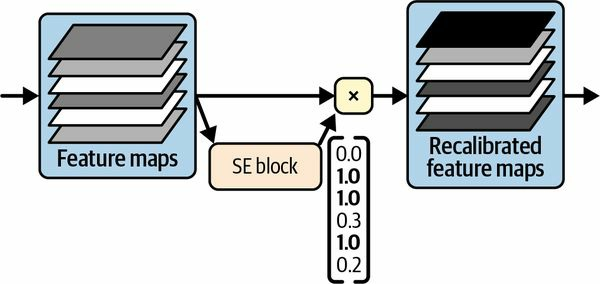 Feature maps
SE block
×
0.0
1.0
1.0
0.3
1.0
0.2
Recalibrated
feature maps